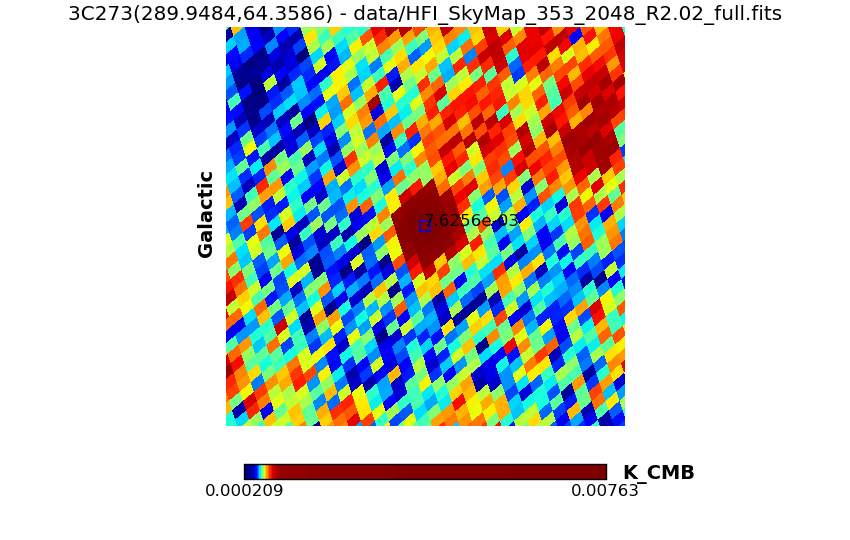 3C273(289.9484,64.3586) - data/HFI_SkyMap_353_2048_R2.02_full.fits
Galactic
7.6256e-03
K_CMB
0.000209
0.00763